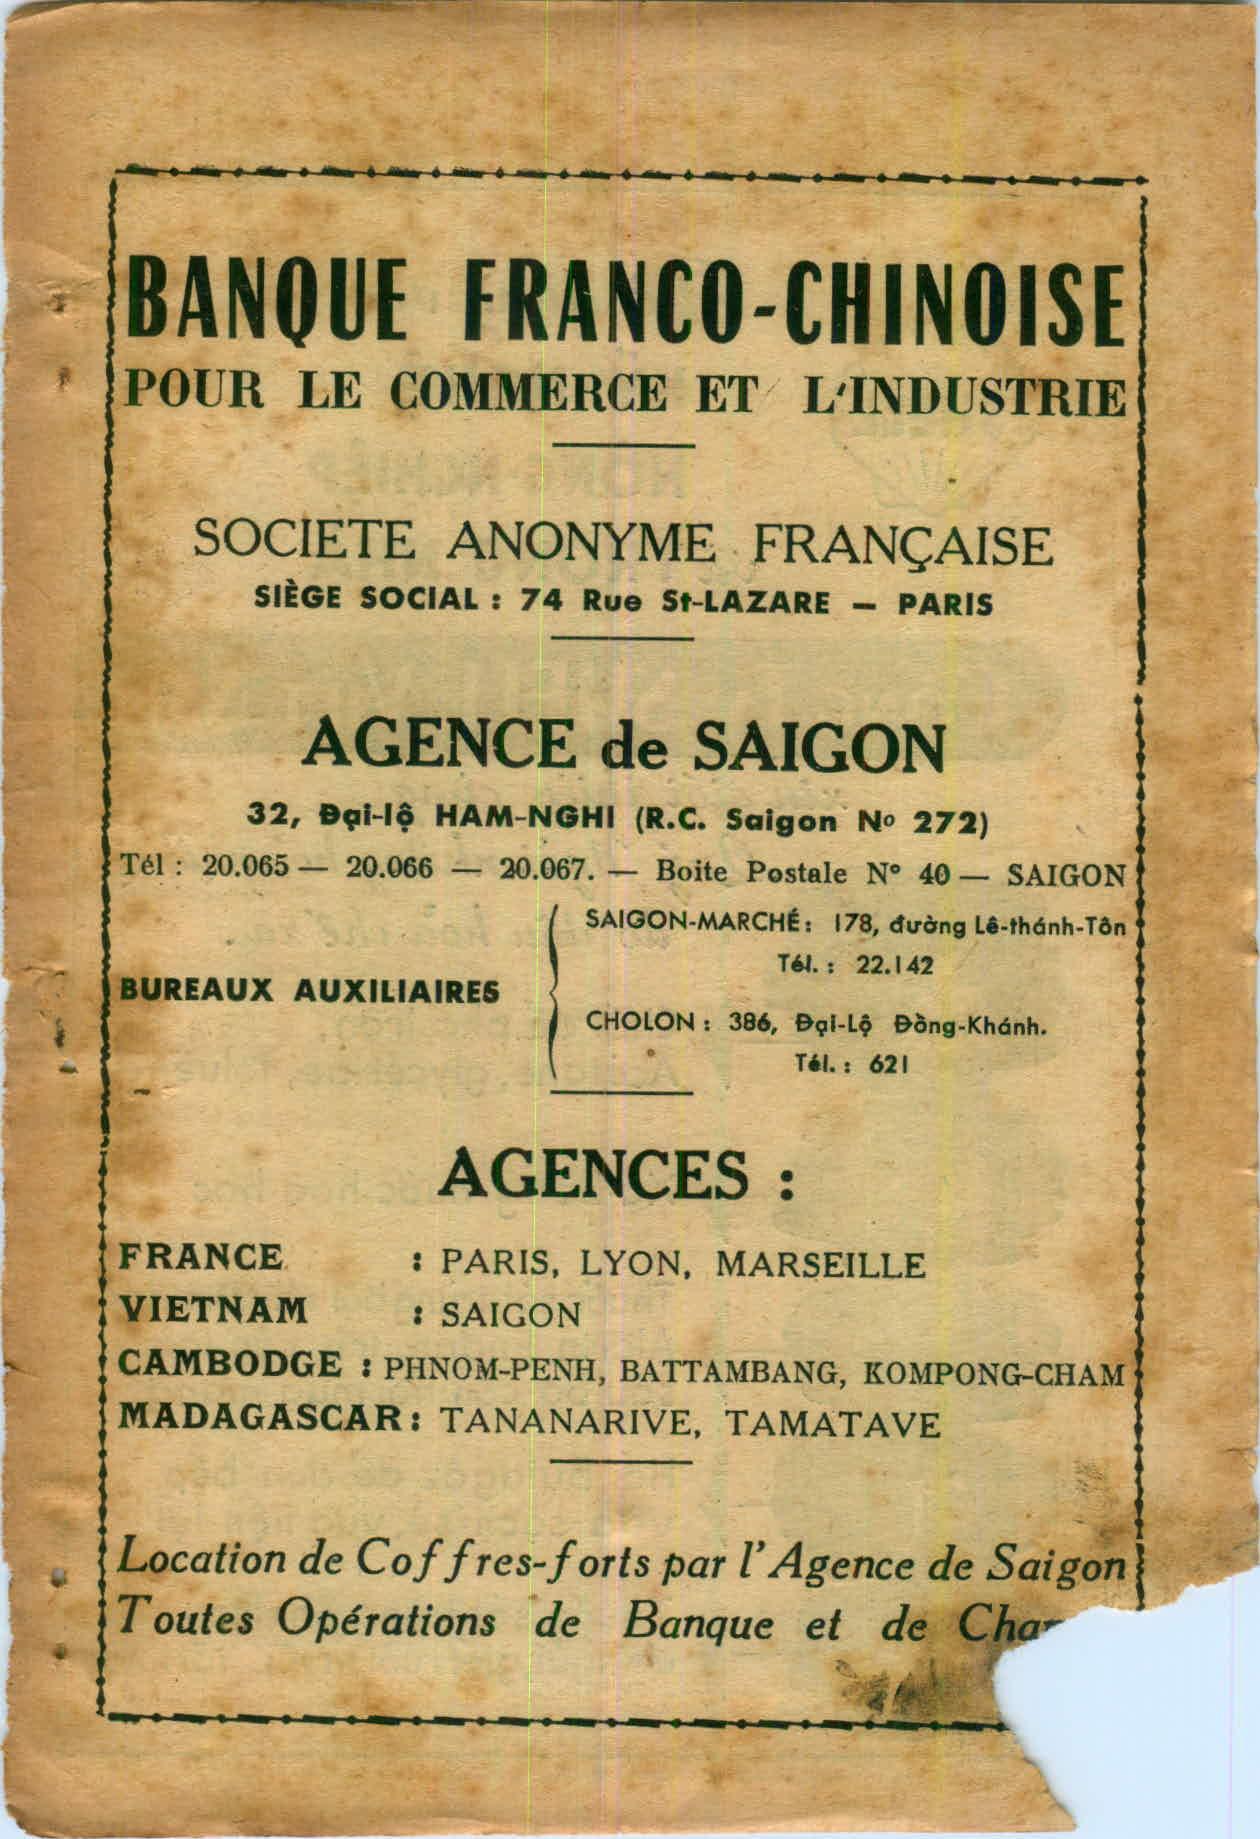 BANQUE FRANCO-CHINOISE
POUR LE COMMERCE ET L'INDUSTRIE
SOCIETE ANONYME FRANÇAISE
SIÈGE SOCIAL : 74 Rue St-LAZARE — PARIS
AGENCE de SAIGON
32, Đại-lộ HAM-NGHI (R.C. Saigon No 272)
Tél : 20.065 — 20.066 — 20.067. — Boite Postale N° 40 — SAIGON
BUREAUX AUXILIAIRES
SAIGON-MARCHÉ : 178, đường Lê-thánh-Tôn
Tél. : 22.142
CHOLON : 386, Đại-Lộ Đồng-Khánh.
Tél. : 621
AGENCES :
FRANCE : PARIS, LYON, MARSEILLE
VIETNAM : SAIGON
CAMBODGE : PHNOM-PENH, BATTAMBANG, KOMPONG-CHAM
MADAGASCAR : TANANARIVE, TAMATAVE
Location de Coffres-forts par l'Agence de Saigon
Toutes Opérations de Banque et de